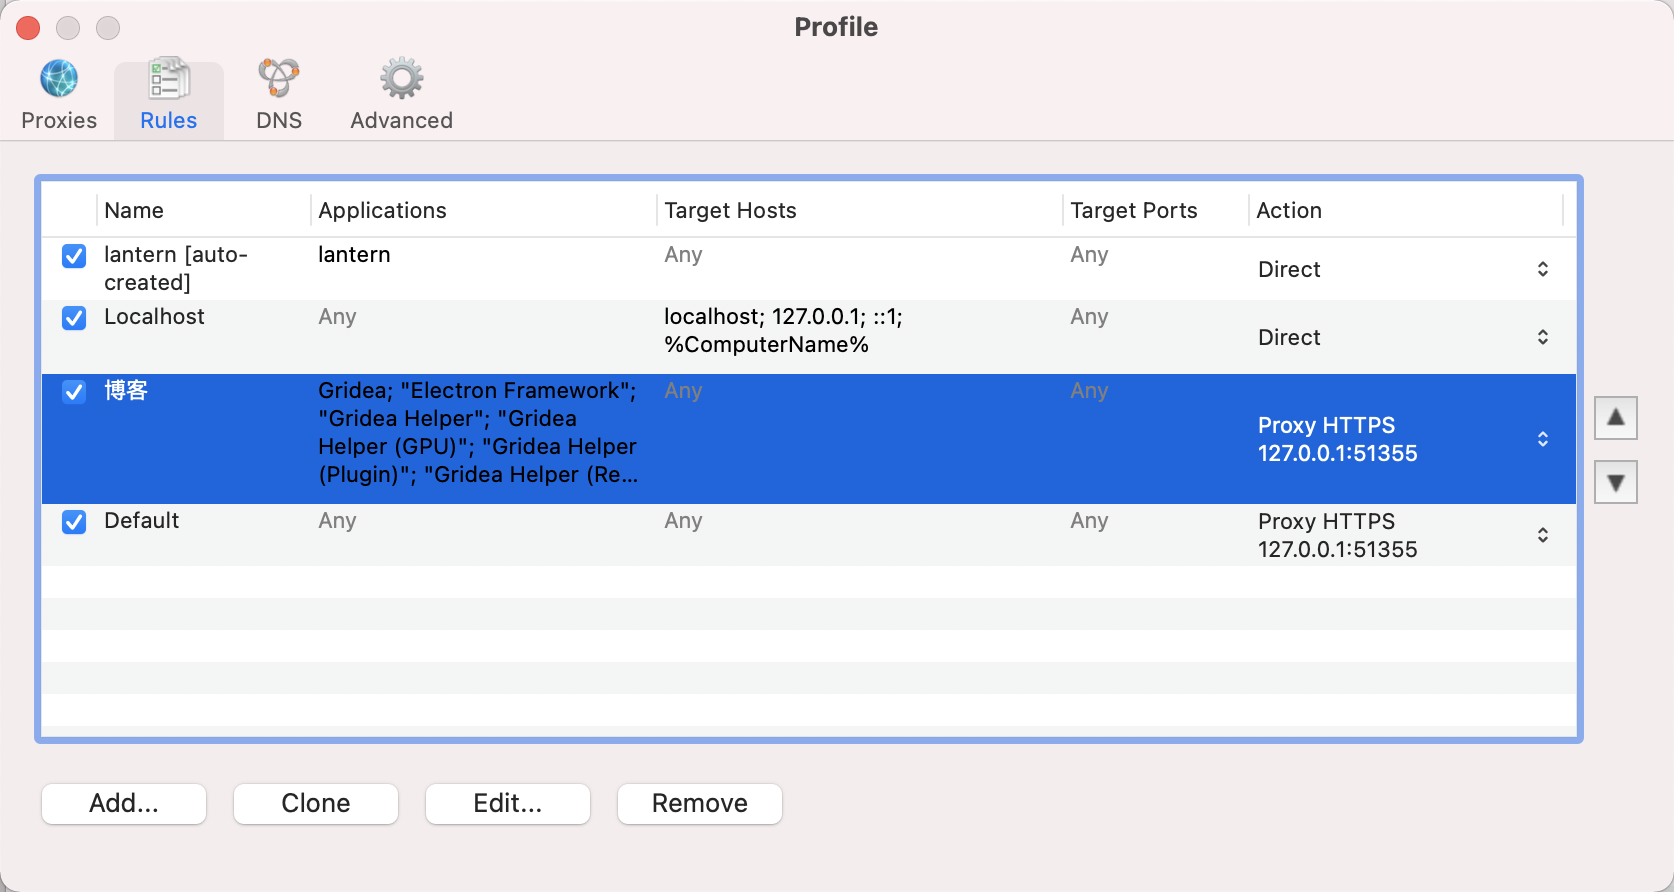 Profile
Proxies
Rules
DNS
Advanced
Name
Applications
Target Hosts
Target Ports
Action
lantern [auto-
created]
lantern
Any
Any
Direct
Localhost
Any
localhost; 127.0.0.1; ::1;
%ComputerName%
Any
Direct
博客
Gridea; "Electron Framework";
"Gridea Helper"; "Gridea
Helper (GPU)"; "Gridea Helper
(Plugin)"; "Gridea Helper (Re...
Any
Any
Proxy HTTPS
127.0.0.1:51355
Default
Any
Any
Any
Proxy HTTPS
127.0.0.1:51355
Add...
Clone
Edit...
Remove